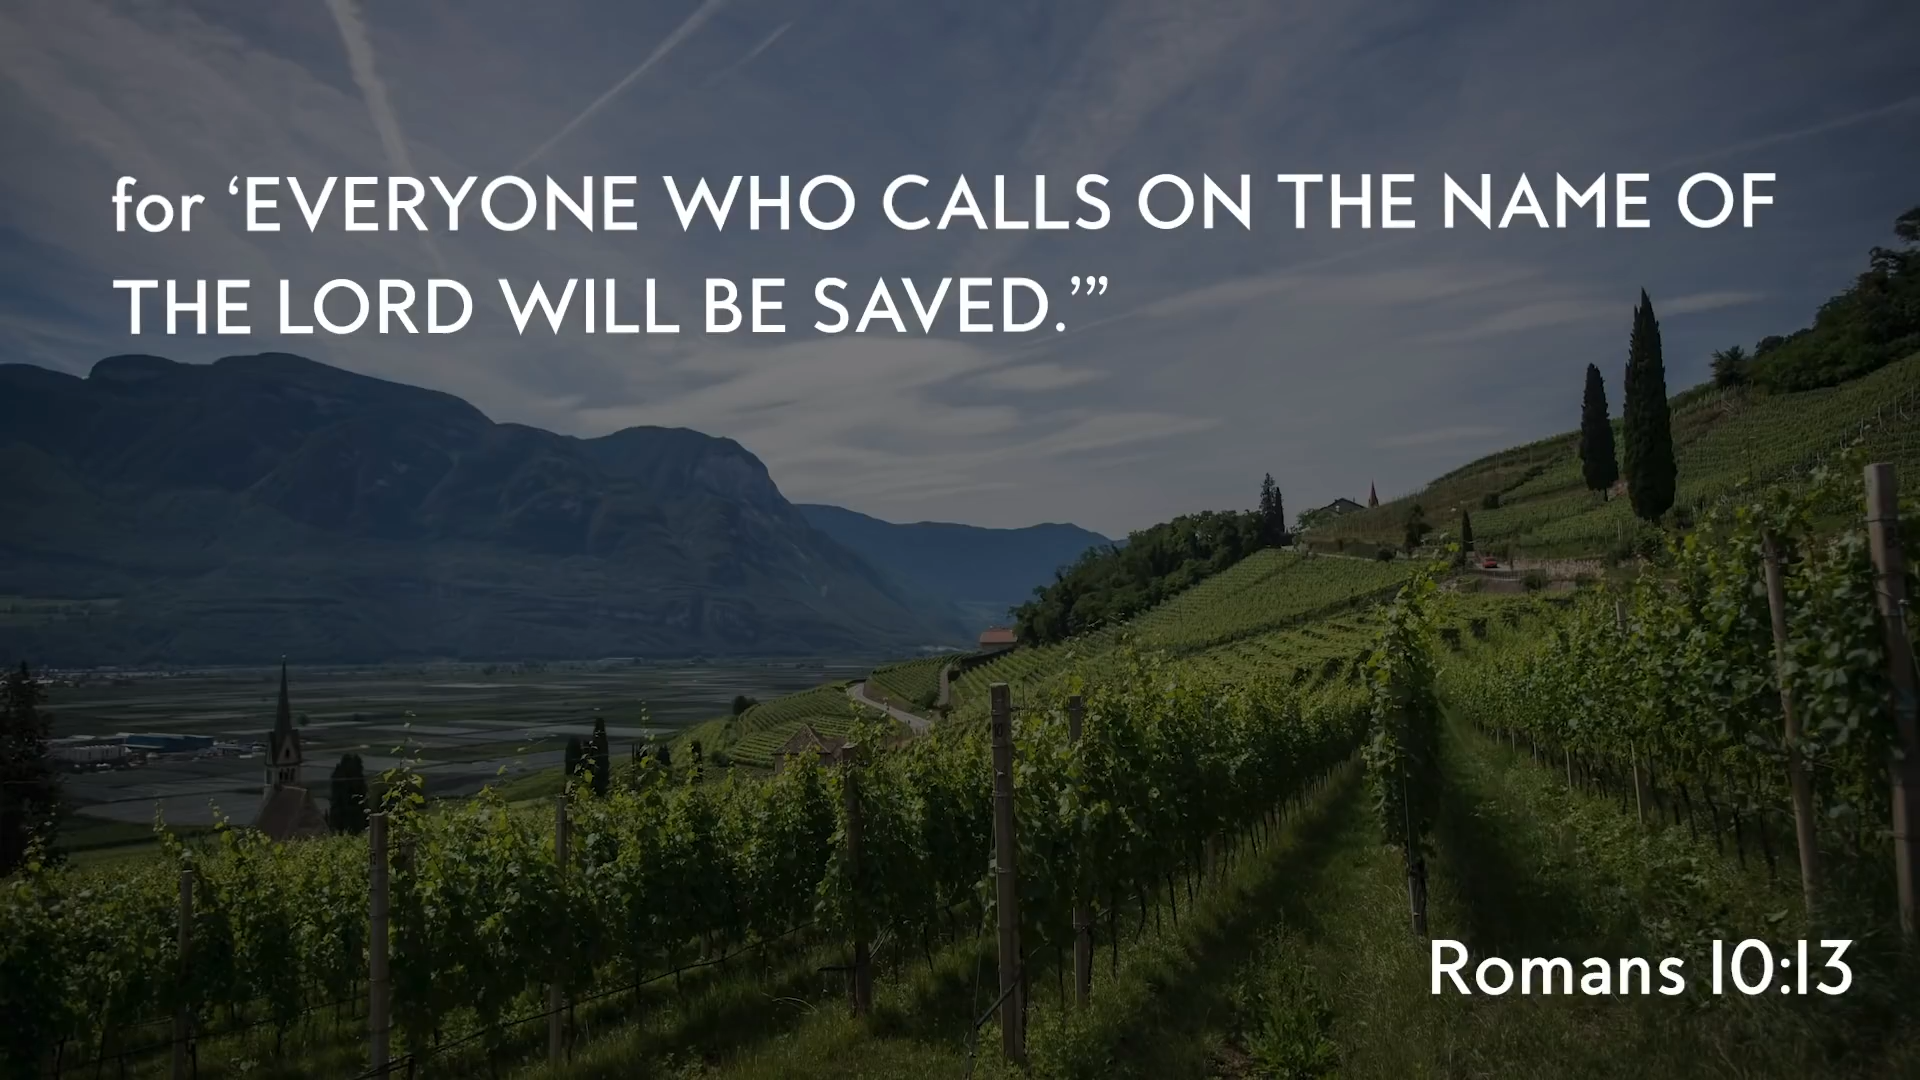 for ‘EVERYONE WHO CALLS ON THE NAME OF
THE LORD WILL BE SAVED.’”
Romans 10:13